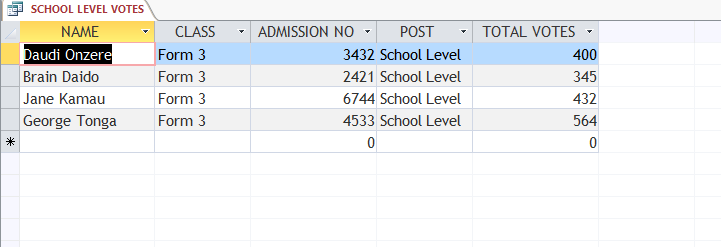 SCHOOL LEVEL VOTES
NAME CLASS ADMISSION NO POST TOTAL VOTES
Daudi Onzere Form 3 3432 School Level 400
Brain Daido Form 3 2421 School Level 345
Jane Kamau Form 3 6744 School Level 432
George Tonga Form 3 4533 School Level 564
0 0